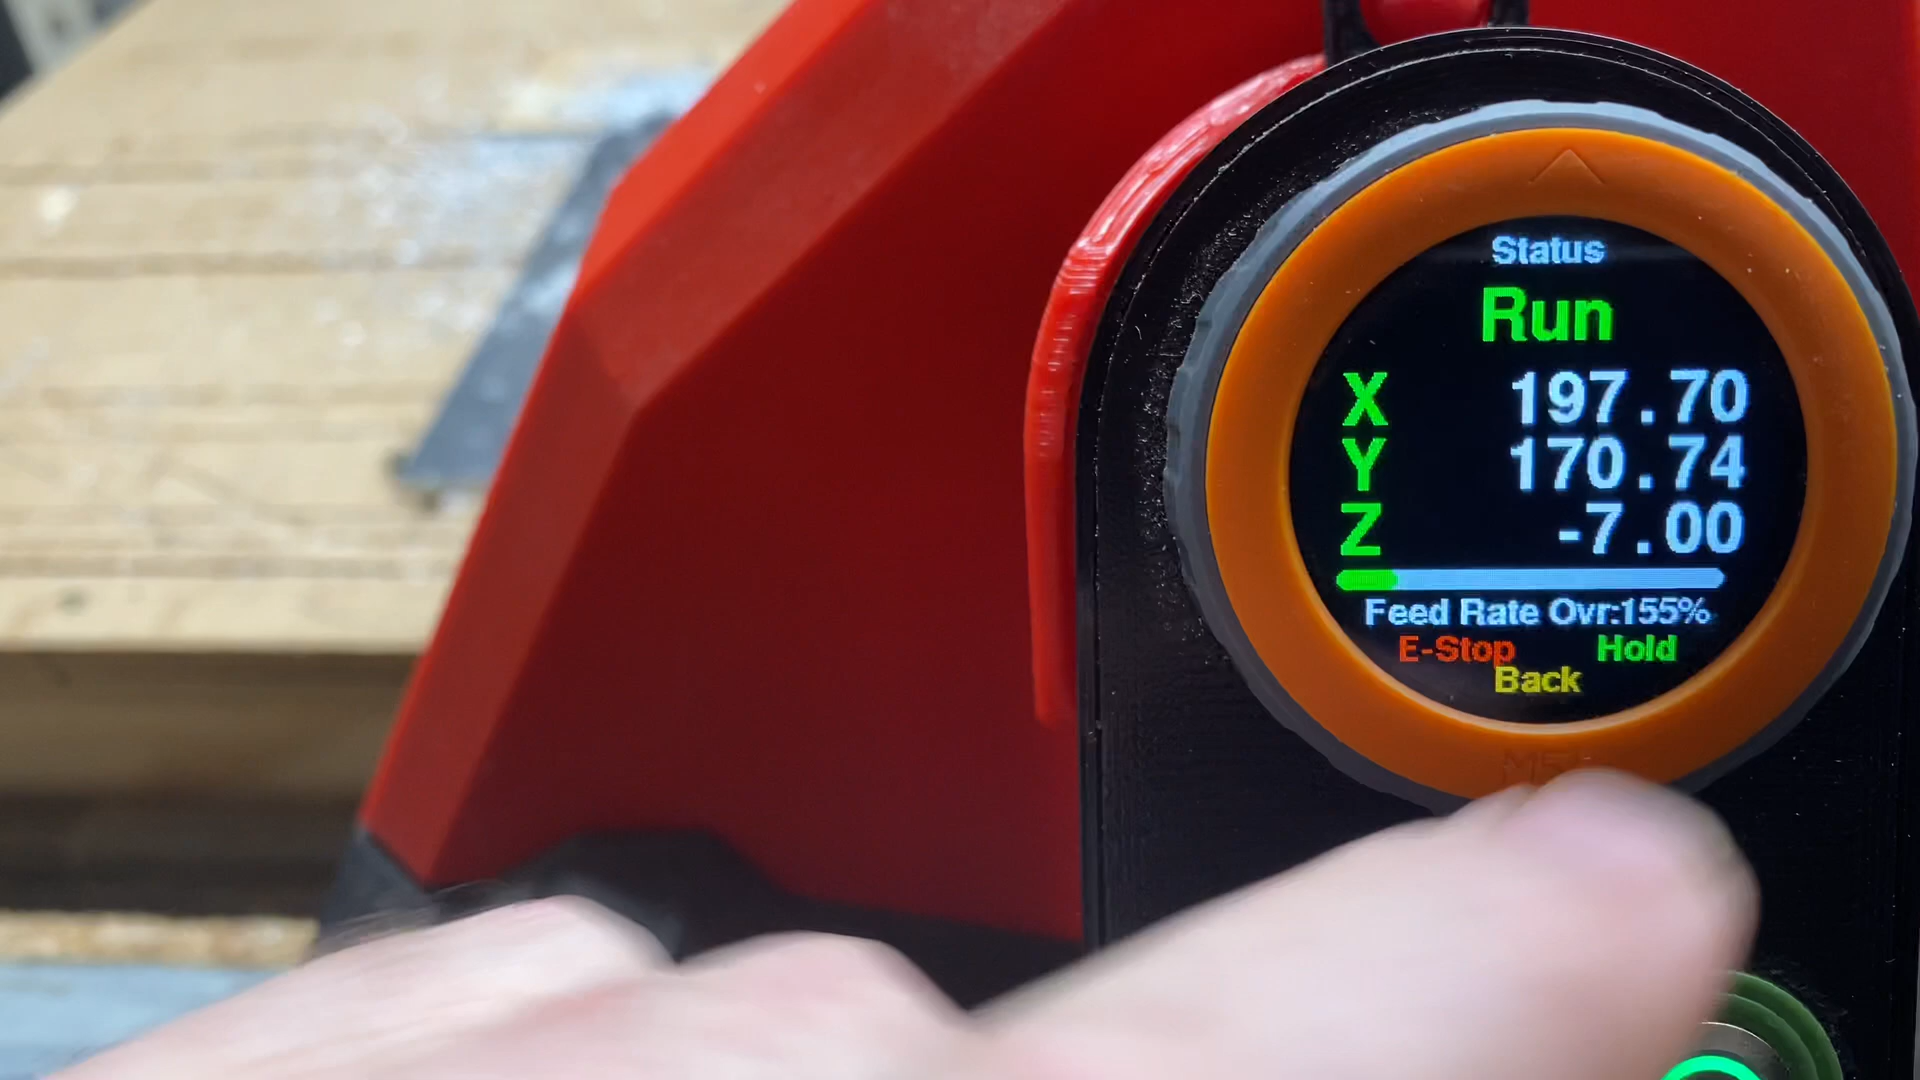 Status
Run
X 197.70
Y 170.74
Z -7.00
Feed Rate Ovr:155%
E-Stop Hold
Back